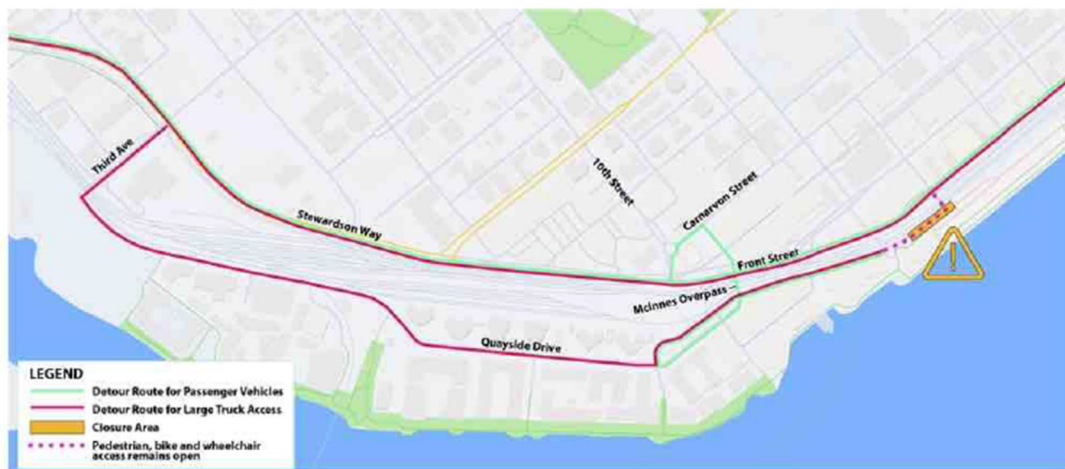 Third Ave
Stewardson Way
10th Street
Carnarvon Street
Front Street
McInnes Overpass
Quayside Drive
LEGEND
Detour Route for Passenger Vehicles
Detour Route for Large Truck Access
Closure Area
Pedestrian, bike and wheelchair
access remains open